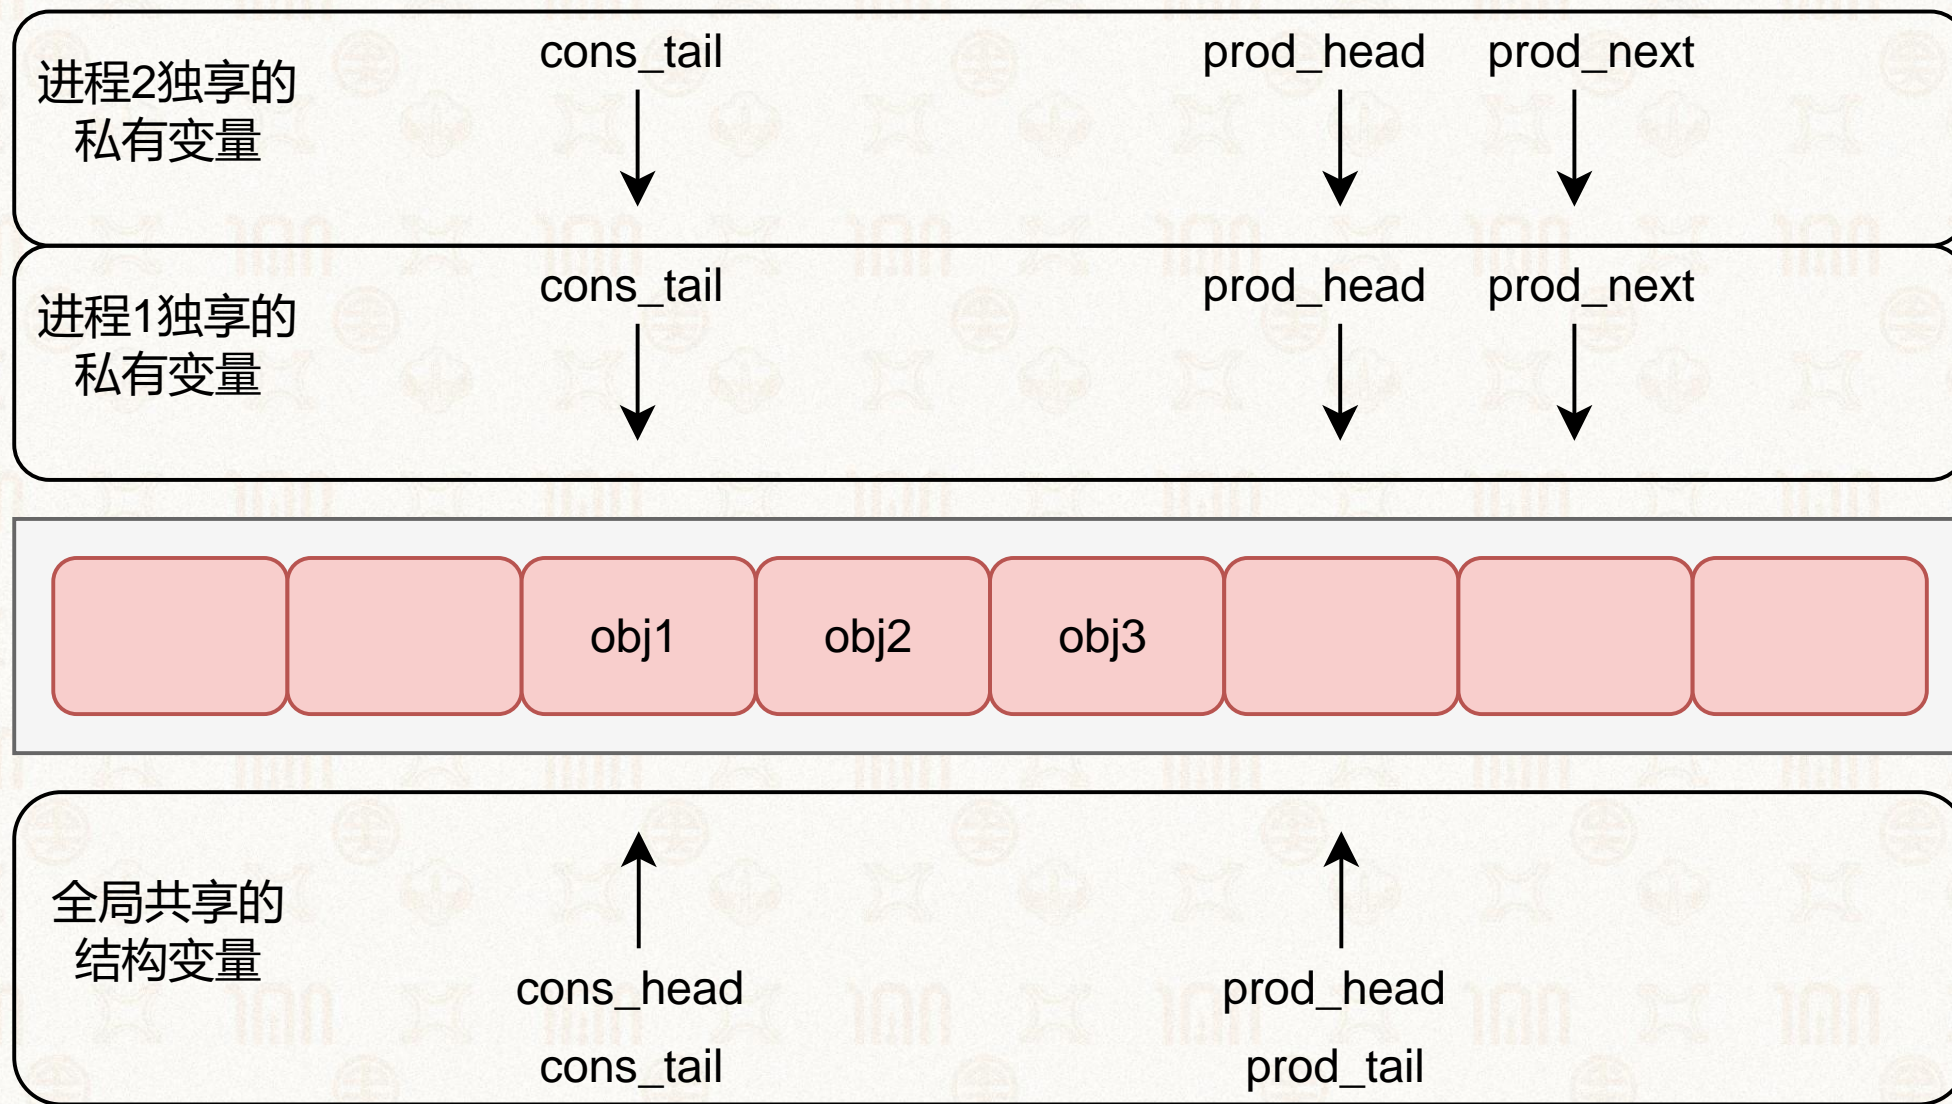 cons_tail prod_head prod_next
进程2独享的
私有变量
cons_tail prod_head prod_next
进程1独享的
私有变量
obj1 obj2 obj3
全局共享的
结构变量
cons_head prod_head
cons_tail prod_tail